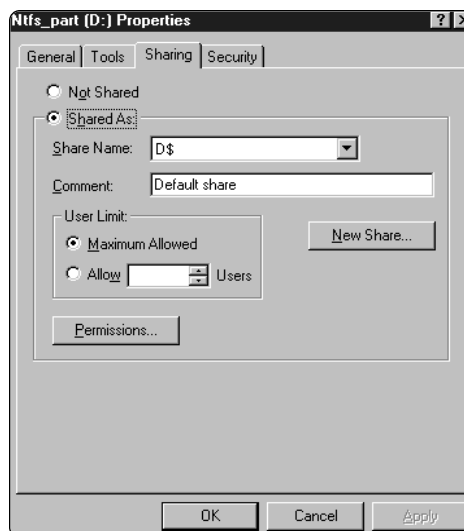 Ntfs_part (D:) Properties
General Tools Sharing Security
Not Shared
Shared As:
Share Name: D$
Comment: Default share
User Limit:
Maximum Allowed
New Share...
Allow Users
Permissions...
OK Cancel Apply